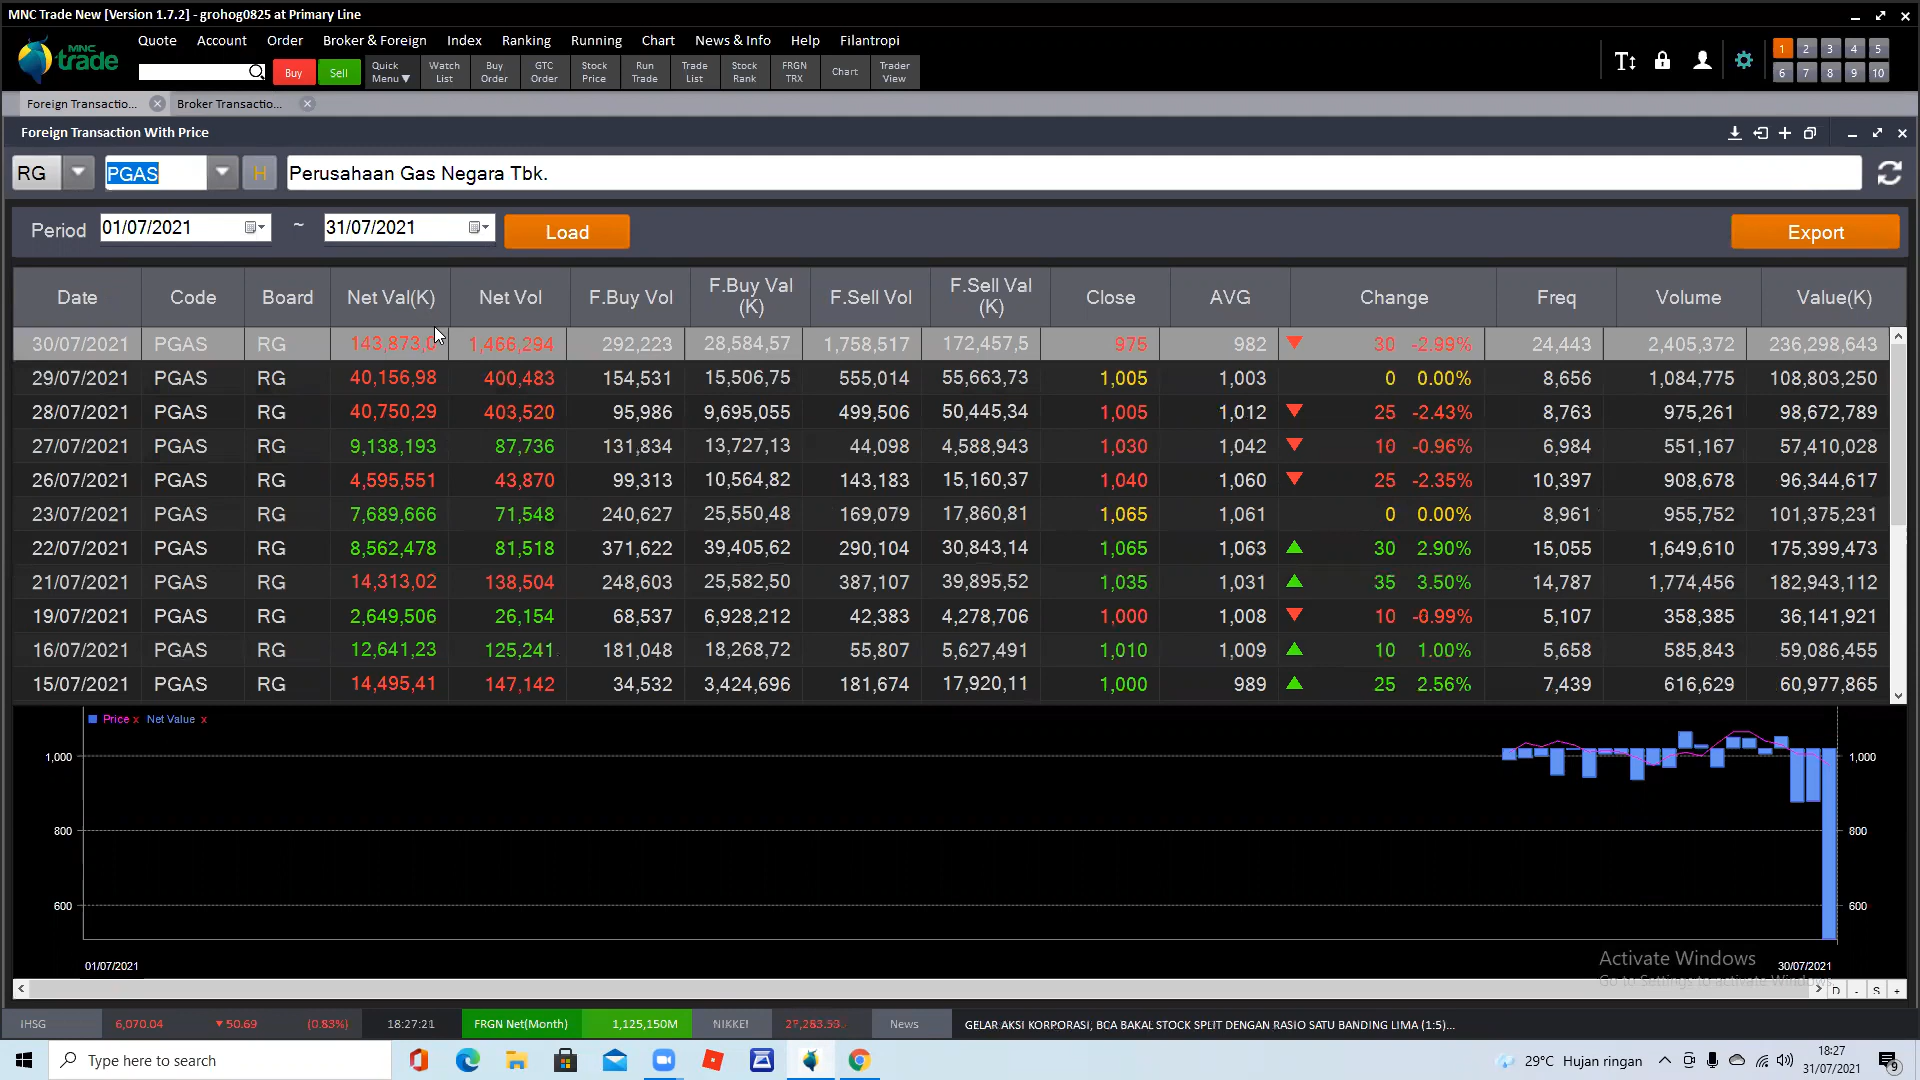 MNC Trade New [Version 1.7.2] - grohog0825 at Primary Line
MNC trade
Quote Account Order Broker & Foreign Index Ranking Running Chart News & Info Help Filantropi
Buy Sell Quick Menu▼ Watch List Buy Order GTC Order Stock Price Run Trade Trade List Stock Rank FRGN TRX Chart Trader View
1 2 3 4 5
6 7 8 9 10
Foreign Transactio... Broker Transactio...
Foreign Transaction With Price
RG PGAS H Perusahaan Gas Negara Tbk.
Period 01/07/2021 ~ 31/07/2021 Load Export
Date Code Board Net Val(K) Net Vol F.Buy Vol F.Buy Val (K) F.Sell Vol F.Sell Val (K) Close AVG Change Freq Volume Value(K)
30/07/2021 PGAS RG 143,873,0 1,466,294 292,223 28,584,57 1,758,517 172,457,5 975 982 ▼ 30 -2.99% 24,443 2,405,372 236,298,643
29/07/2021 PGAS RG 40,156,98 400,483 154,531 15,506,75 555,014 55,663,73 1,005 1,003 0 0.00% 8,656 1,084,775 108,803,250
28/07/2021 PGAS RG 40,750,29 403,520 95,986 9,695,055 499,506 50,445,34 1,005 1,012 ▼ 25 -2.43% 8,763 975,261 98,672,789
27/07/2021 PGAS RG 9,138,193 87,736 131,834 13,727,13 44,098 4,588,943 1,030 1,042 ▼ 10 -0.96% 6,984 551,167 57,410,028
26/07/2021 PGAS RG 4,595,551 43,870 99,313 10,564,82 143,183 15,160,37 1,040 1,060 ▼ 25 -2.35% 10,397 908,678 96,344,617
23/07/2021 PGAS RG 7,689,666 71,548 240,627 25,550,48 169,079 17,860,81 1,065 1,061 0 0.00% 8,961 955,752 101,375,231
22/07/2021 PGAS RG 8,562,478 81,518 371,622 39,405,62 290,104 30,843,14 1,065 1,063 ▲ 30 2.90% 15,055 1,649,610 175,399,473
21/07/2021 PGAS RG 14,313,02 138,504 248,603 25,582,50 387,107 39,895,52 1,035 1,031 ▲ 35 3.50% 14,787 1,774,456 182,943,112
19/07/2021 PGAS RG 2,649,506 26,154 68,537 6,928,212 42,383 4,278,706 1,000 1,008 ▼ 10 -0.99% 5,107 358,385 36,141,921
16/07/2021 PGAS RG 12,641,23 125,241 181,048 18,268,72 55,807 5,627,491 1,010 1,009 ▲ 10 1.00% 5,658 585,843 59,086,455
15/07/2021 PGAS RG 14,495,41 147,142 34,532 3,424,696 181,674 17,920,11 1,000 989 ▲ 25 2.56% 7,439 616,629 60,977,865
Price x Net Value x
1,000 1,000
800 800
600 600
Activate Windows
01/07/2021 30/07/2021
Go to Settings to activate Windows.
D - S +
IHSG 6,070.04 ▼50.69 (0.83%) 18:27:21 FRGN Net(Month) 1,125,150M NIKKEI News GELAR AKSI KORPORASI, BCA BAKAL STOCK SPLIT DENGAN RASIO SATU BANDING LIMA (1:5)...
Type here to search 29°C Hujan ringan 18:27
31/07/2021 9